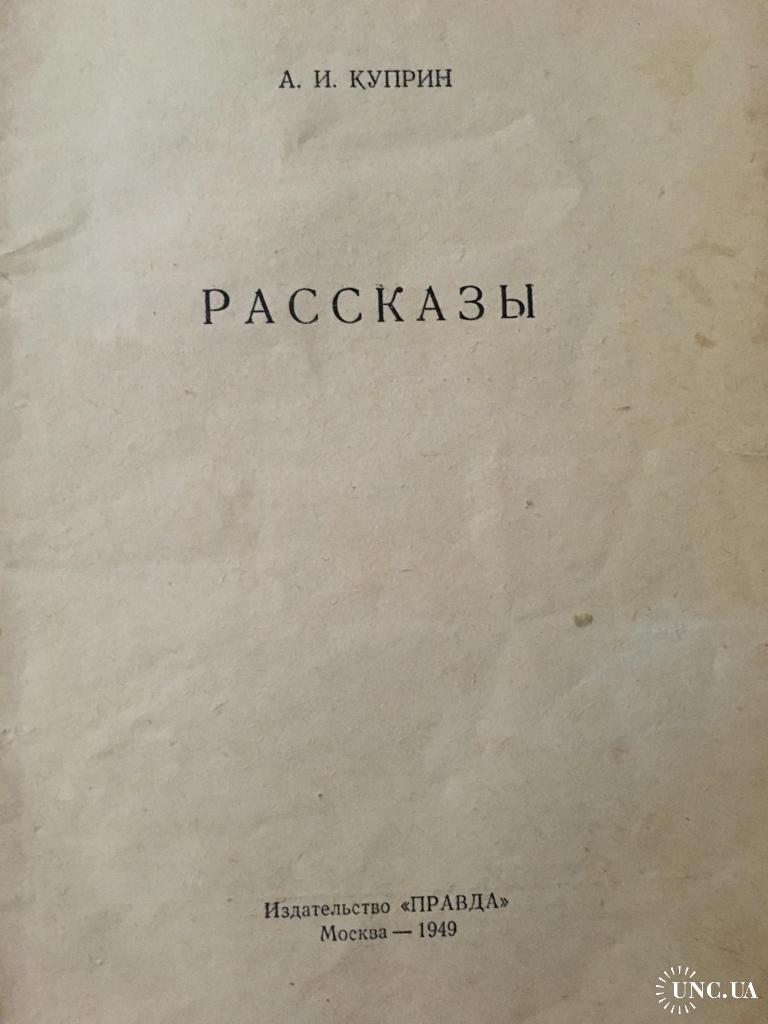 А. И. КУПРИН
РАССКАЗЫ
Издательство «ПРАВДА»
Москва — 1949
UNC.UA